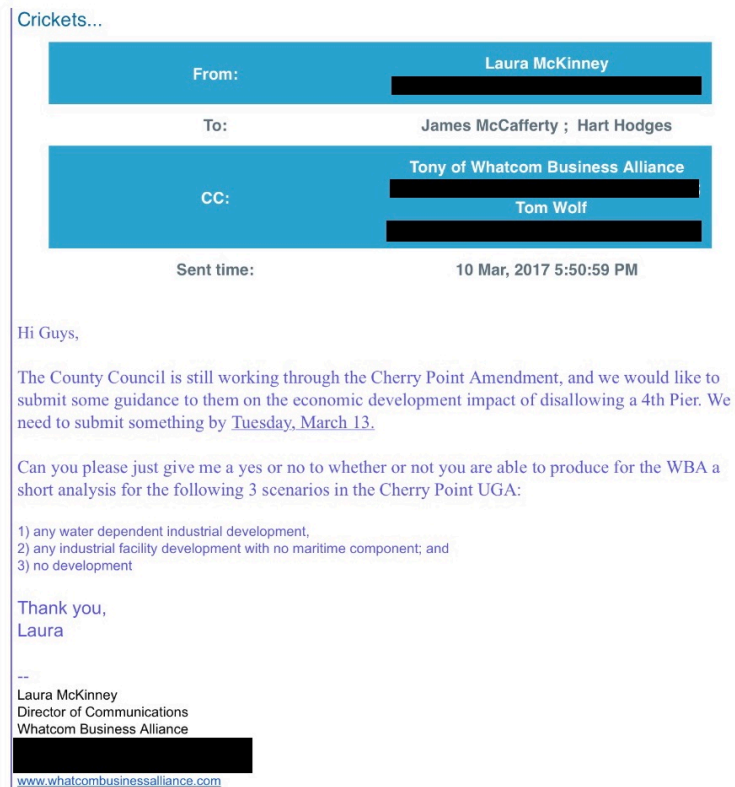 Crickets...
From:
Laura McKinney
To:
James McCafferty ; Hart Hodges
CC:
Tony of Whatcom Business Alliance
Tom Wolf
Sent time:
10 Mar, 2017 5:50:59 PM
Hi Guys,
The County Council is still working through the Cherry Point Amendment, and we would like to
submit some guidance to them on the economic development impact of disallowing a 4th Pier. We
need to submit something by Tuesday, March 13.
Can you please just give me a yes or no to whether or not you are able to produce for the WBA a
short analysis for the following 3 scenarios in the Cherry Point UGA:
1) any water dependent industrial development,
2) any industrial facility development with no maritime component; and
3) no development
Thank you,
Laura
--
Laura McKinney
Director of Communications
Whatcom Business Alliance
www.whatcombusinessalliance.com